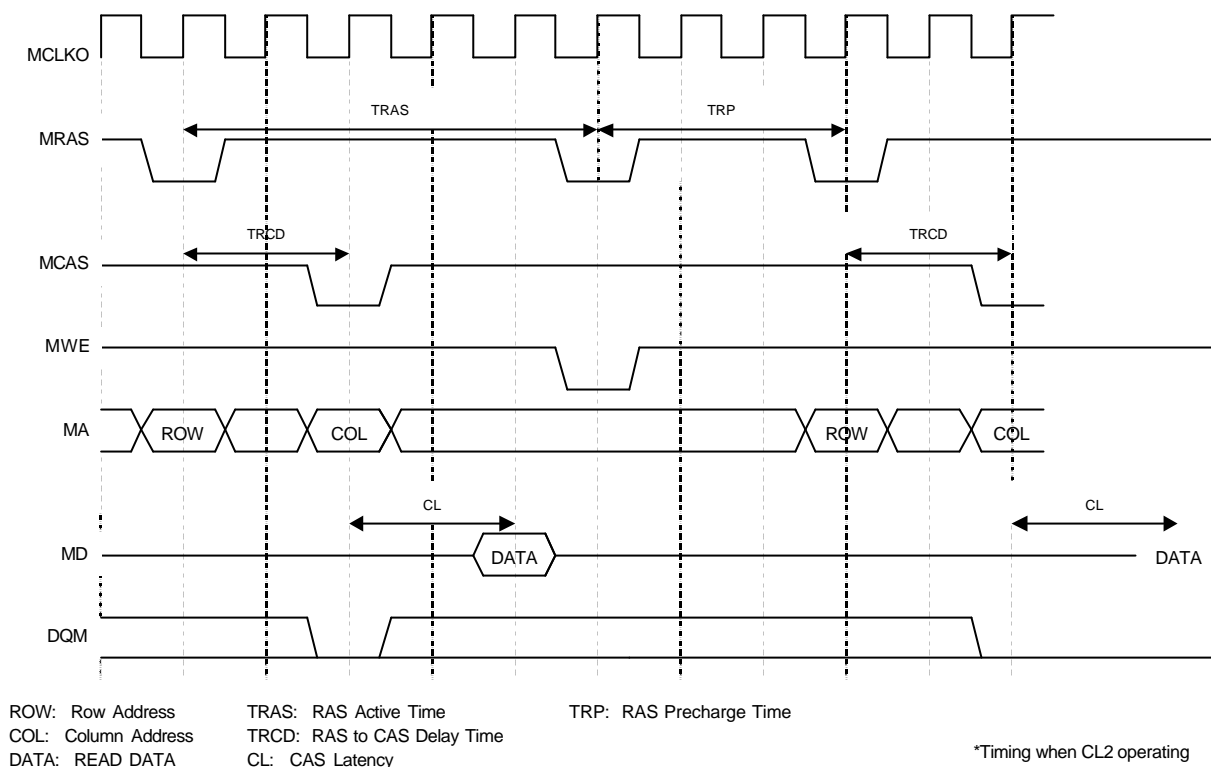 MCLKO
TRAS
TRP
MRAS
TRCD
TRCD
MCAS
MWE
MA
ROW
COL
ROW
COL
CL
CL
MD
DATA
DATA
DQM
ROW: Row Address
TRAS: RAS Active Time
TRP: RAS Precharge Time
COL: Column Address
TRCD: RAS to CAS Delay Time
DATA: READ DATA
CL: CAS Latency
*Timing when CL2 operating